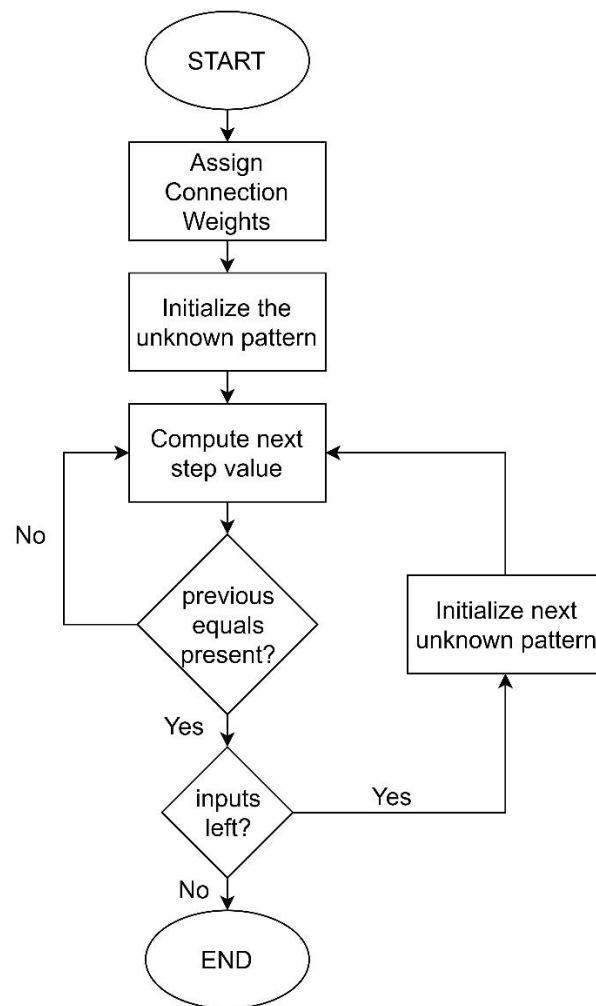 START
Assign
Connection
Weights
Initialize the
unknown pattern
Compute next
step value
No
previous
equals
present?
Initialize next
unknown pattern
Yes
inputs
left?
Yes
No
END